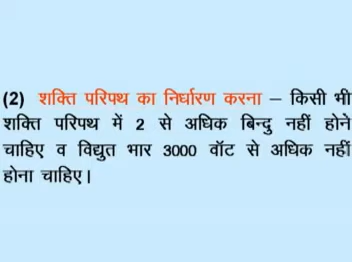 (2) शक्ति परिपथ का निर्धारण करना – किसी भी
शक्ति परिपथ में 2 से अधिक बिन्दु नहीं होने
चाहिए व विद्युत भार 3000 वॉट से अधिक नहीं
होना चाहिए।